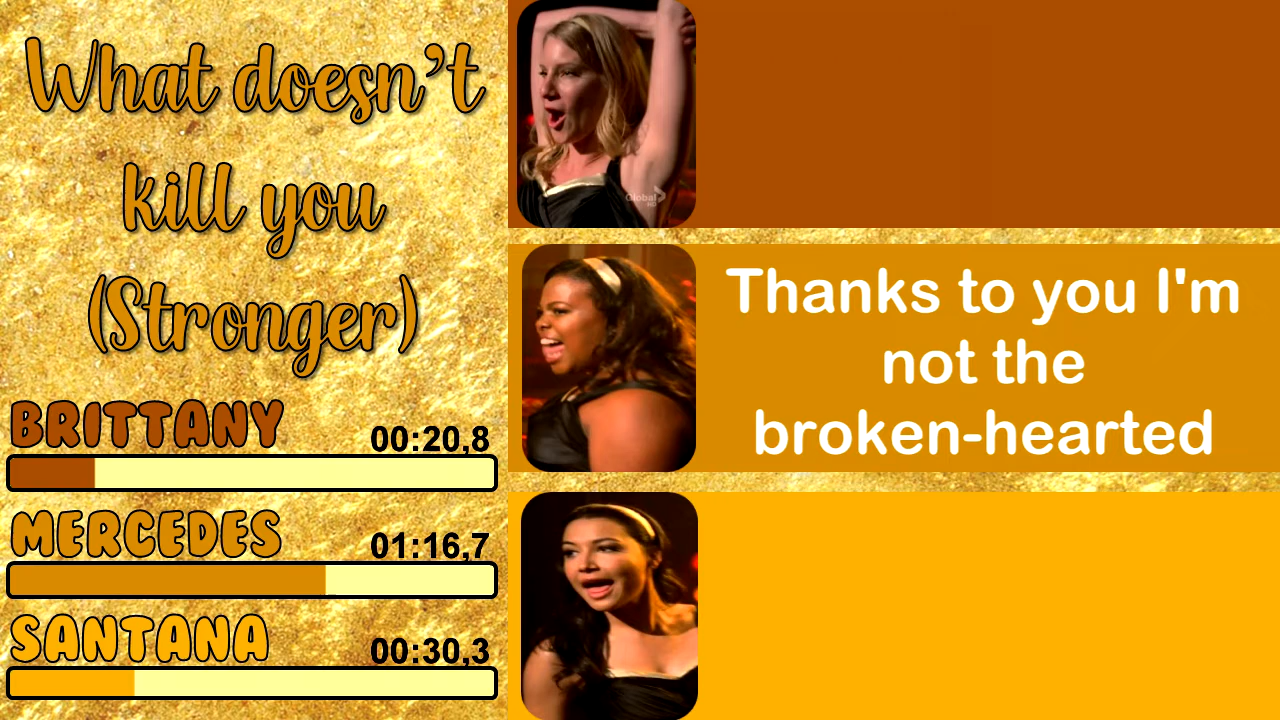 What doesn't
kill you
(Stronger)
BRITTANY
00:20,8
MERCEDES
01:16,7
SANTANA
00:30,3
Global
HD
Thanks to you I'm
not the
broken-hearted